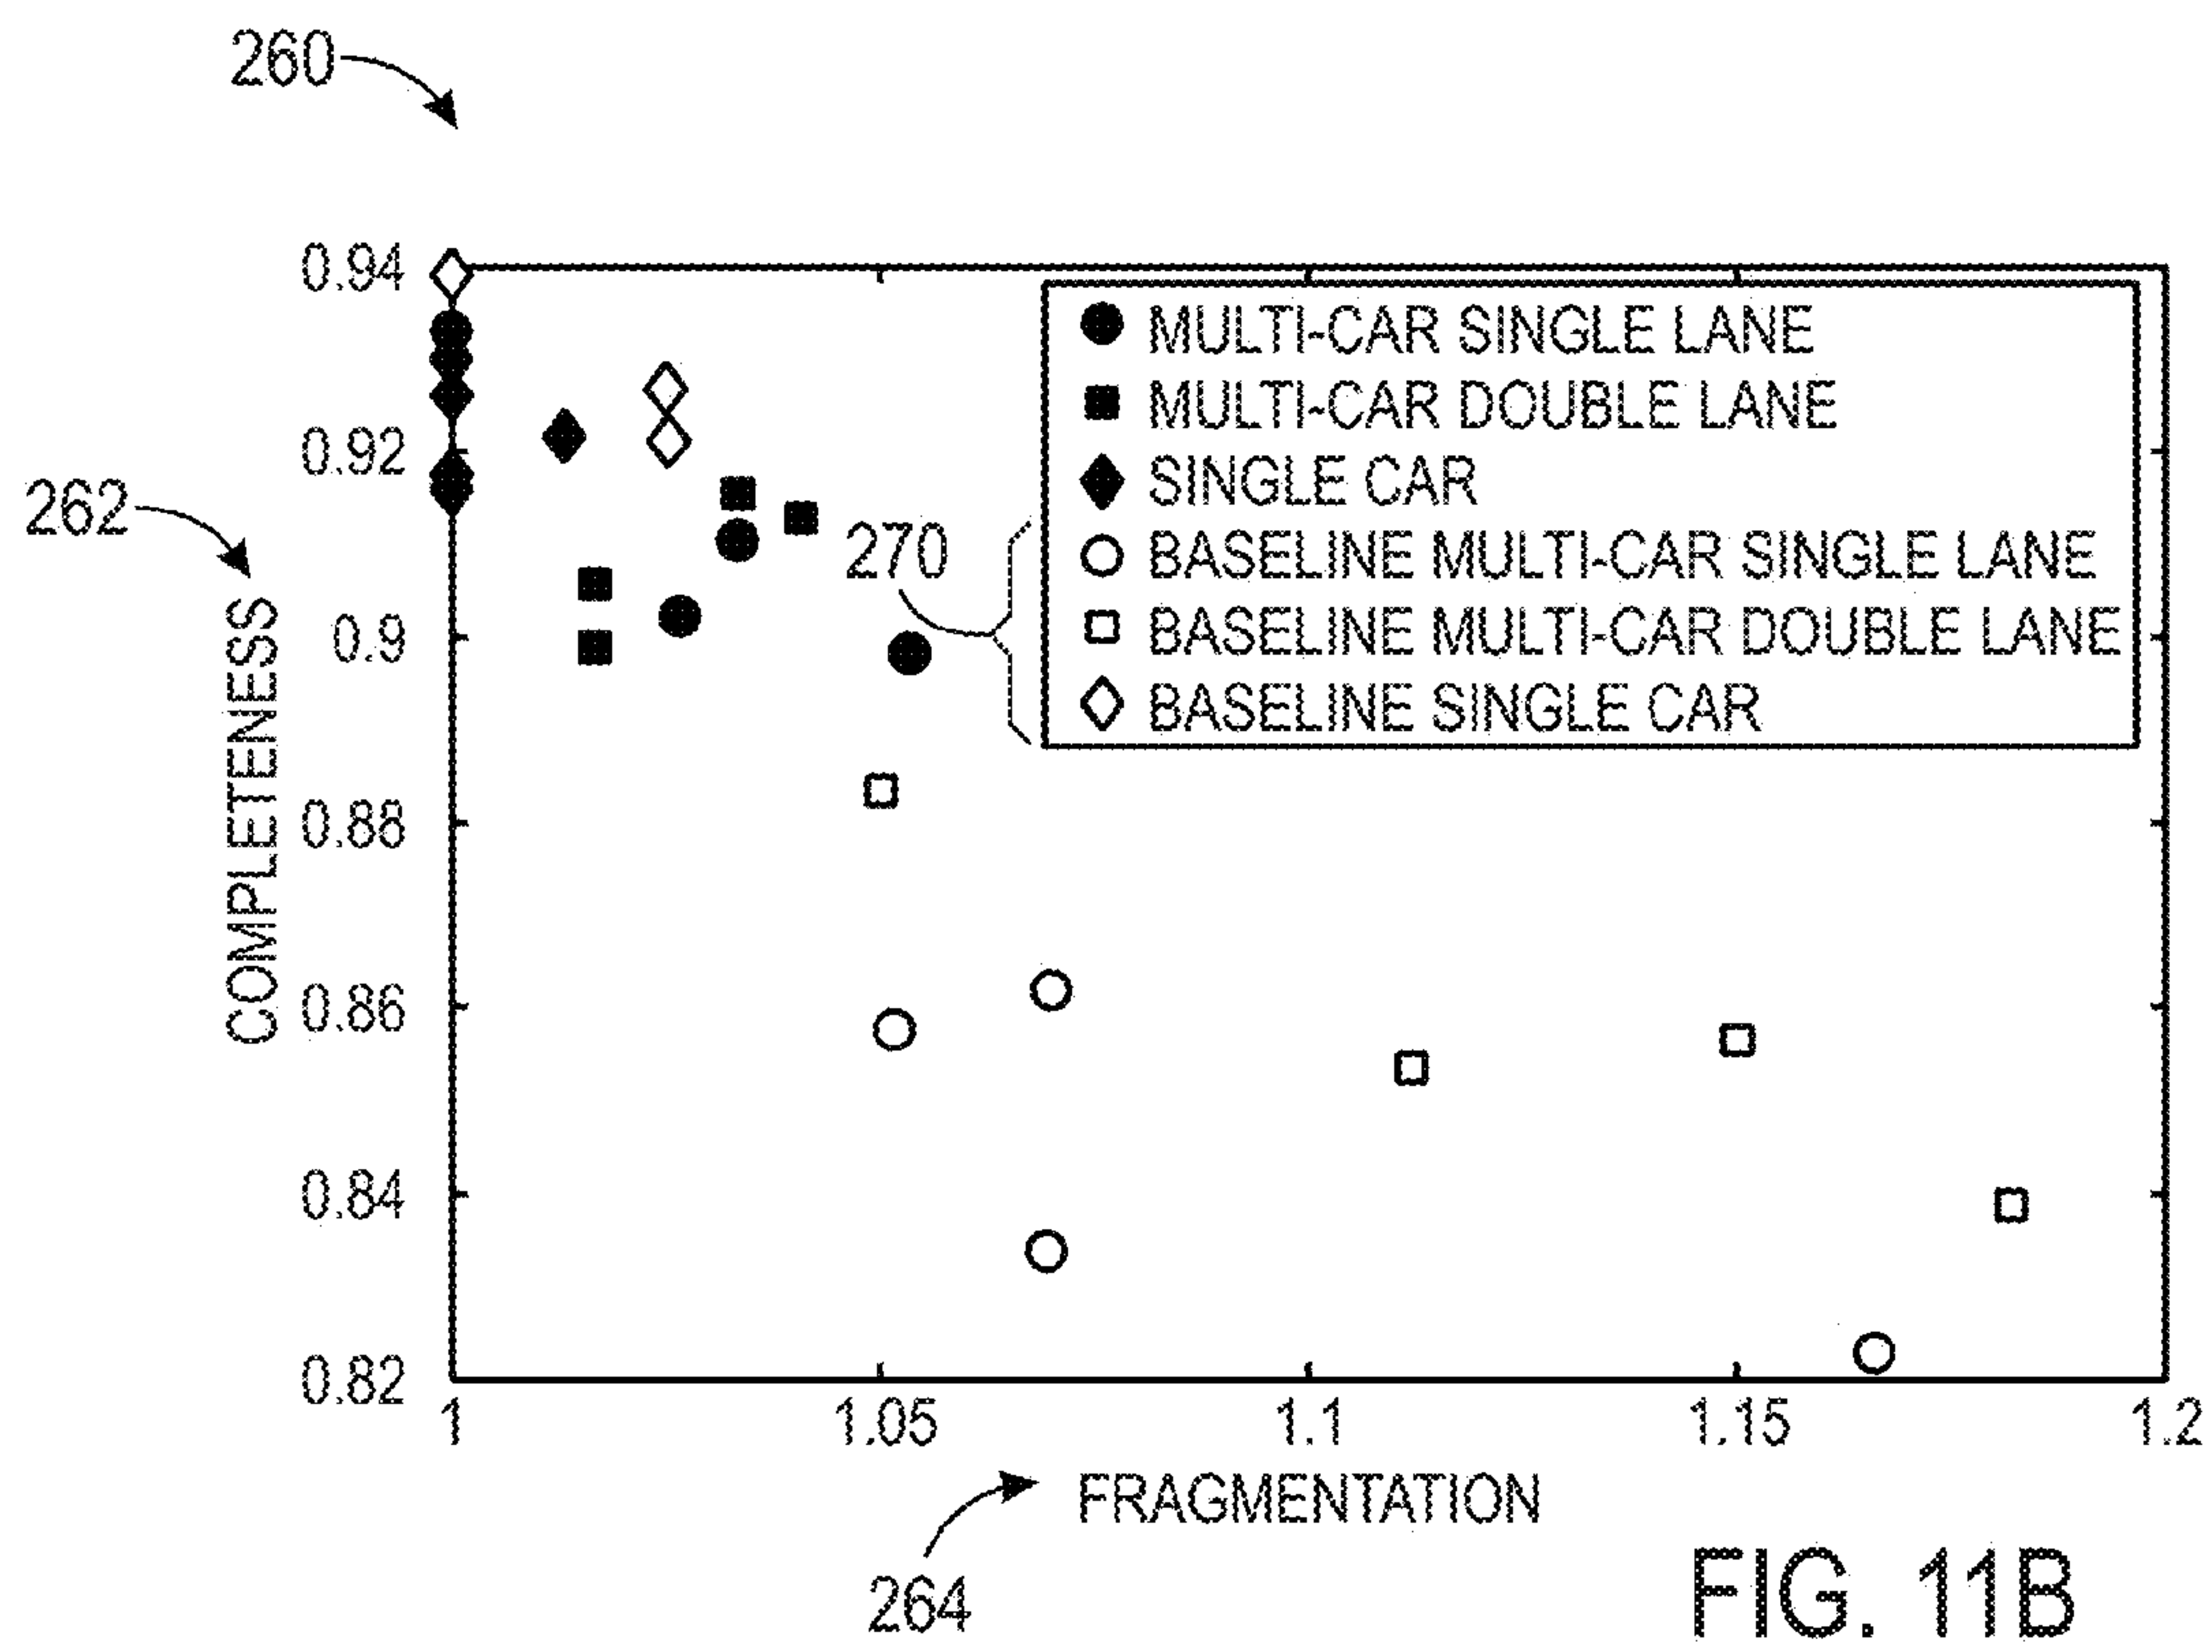 260
0.94
0.92
0.9
0.88
0.86
0.84
0.82
262
COMPLETENESS
MULTI-CAR SINGLE LANE
MULTI-CAR DOUBLE LANE
SINGLE CAR
BASELINE MULTI-CAR SINGLE LANE
BASELINE MULTI-CAR DOUBLE LANE
BASELINE SINGLE CAR
270
1
1.05
1.1
1.15
1.2
FRAGMENTATION
264
FIG. 11B